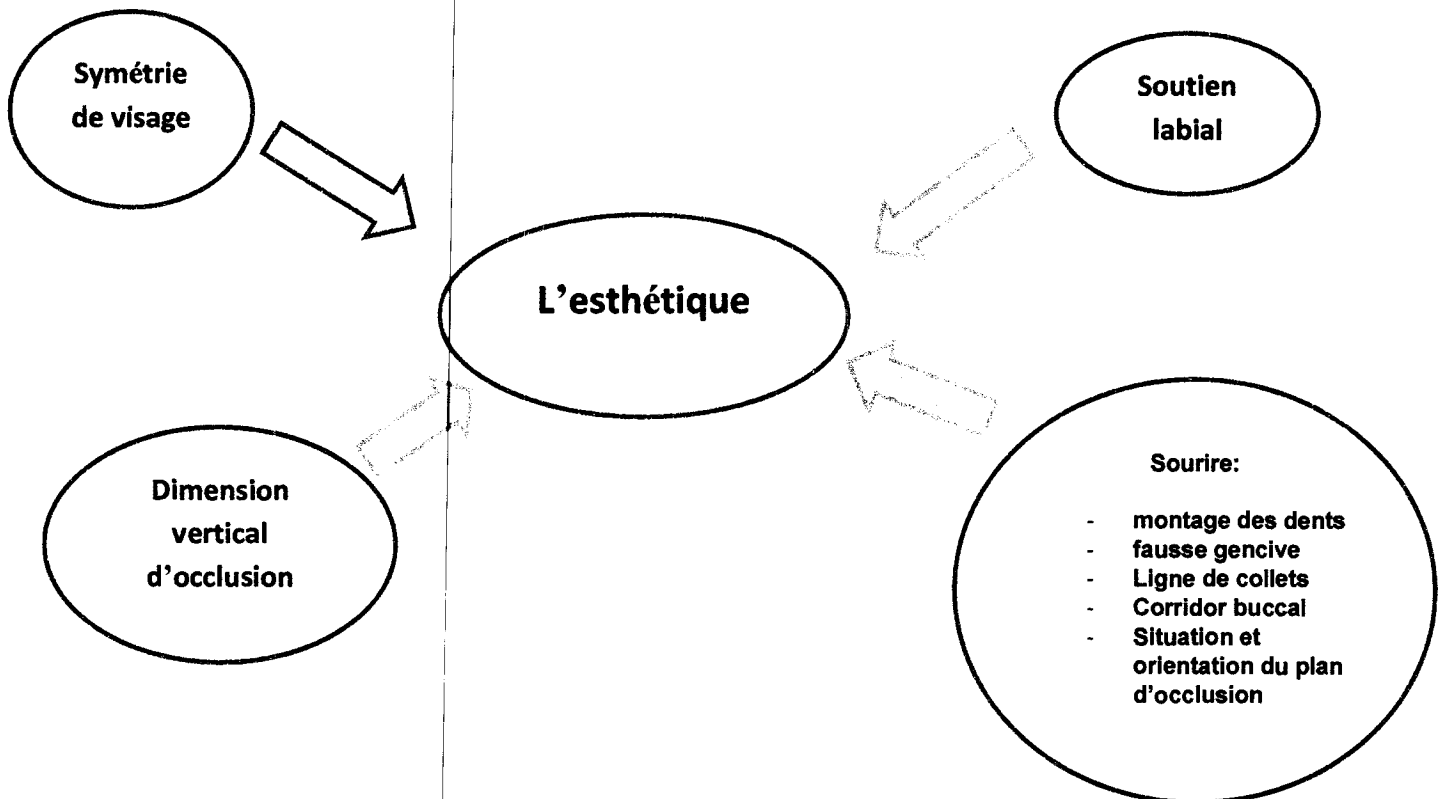 Symétrie
de visage
Soutien
labial
L'esthétique
Dimension
vertical
d'occlusion
Sourire:
- montage des dents
- fausse gencive
- Ligne de collets
- Corridor buccal
- Situation et
orientation du plan
d'occlusion